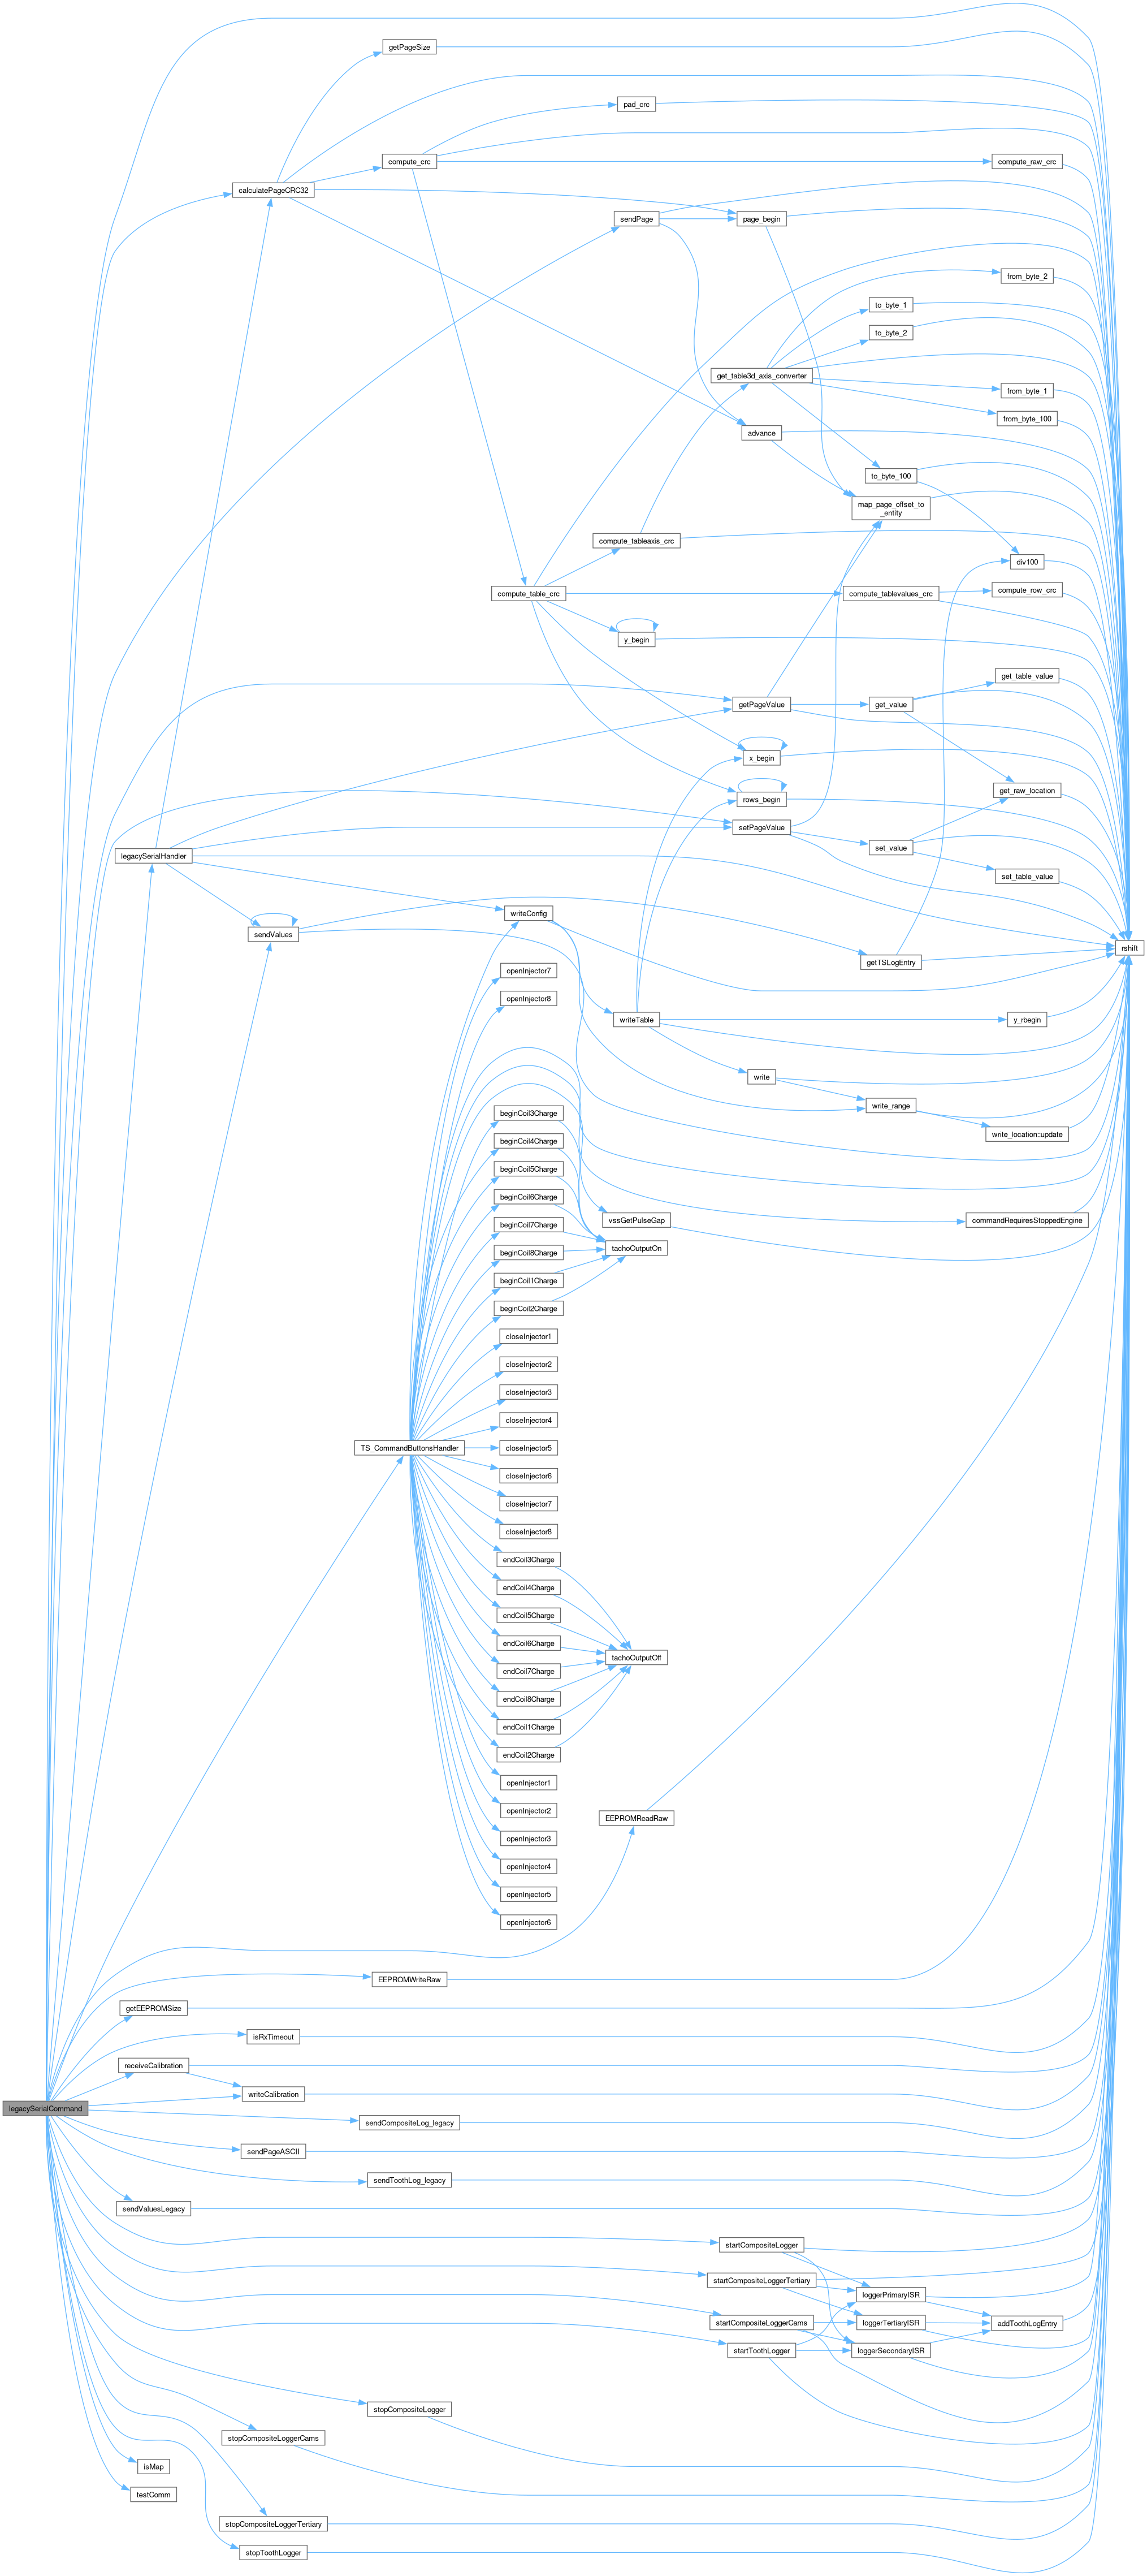 getPageSize
pad_crc
compute_crc
compute_raw_crc
calculatePageCRC32
sendPage
page_begin
from_byte_2
to_byte_1
to_byte_2
get_table3d_axis_converter
from_byte_1
from_byte_100
advance
to_byte_100
map_page_offset_to
_entity
compute_tableaxis_crc
div100
compute_table_crc
compute_tablevalues_crc
compute_row_crc
y_begin
get_table_value
getPageValue
get_value
x_begin
get_raw_location
rows_begin
setPageValue
set_value
legacySerialHandler
set_table_value
writeConfig
sendValues
rshift
getTSLogEntry
openInjector7
openInjector8
writeTable
y_rbegin
write
write_range
beginCoil3Charge
write_location::update
beginCoil4Charge
beginCoil5Charge
beginCoil6Charge
vssGetPulseGap
commandRequiresStoppedEngine
beginCoil7Charge
tachoOutputOn
beginCoil8Charge
beginCoil1Charge
beginCoil2Charge
closeInjector1
closeInjector2
closeInjector3
closeInjector4
TS_CommandButtonsHandler
closeInjector5
closeInjector6
closeInjector7
closeInjector8
endCoil3Charge
endCoil4Charge
endCoil5Charge
endCoil6Charge
tachoOutputOff
endCoil7Charge
endCoil8Charge
endCoil1Charge
endCoil2Charge
openInjector1
openInjector2
EEPROMReadRaw
openInjector3
openInjector4
openInjector5
openInjector6
EEPROMWriteRaw
getEEPROMSize
isRxTimeout
receiveCalibration
writeCalibration
legacySerialCommand
sendCompositeLog_legacy
sendPageASCII
sendToothLog_legacy
sendValuesLegacy
startCompositeLogger
startCompositeLoggerTertiary
loggerPrimaryISR
startCompositeLoggerCams
loggerTertiaryISR
addToothLogEntry
startToothLogger
loggerSecondaryISR
stopCompositeLogger
stopCompositeLoggerCams
isMap
testComm
stopCompositeLoggerTertiary
stopToothLogger